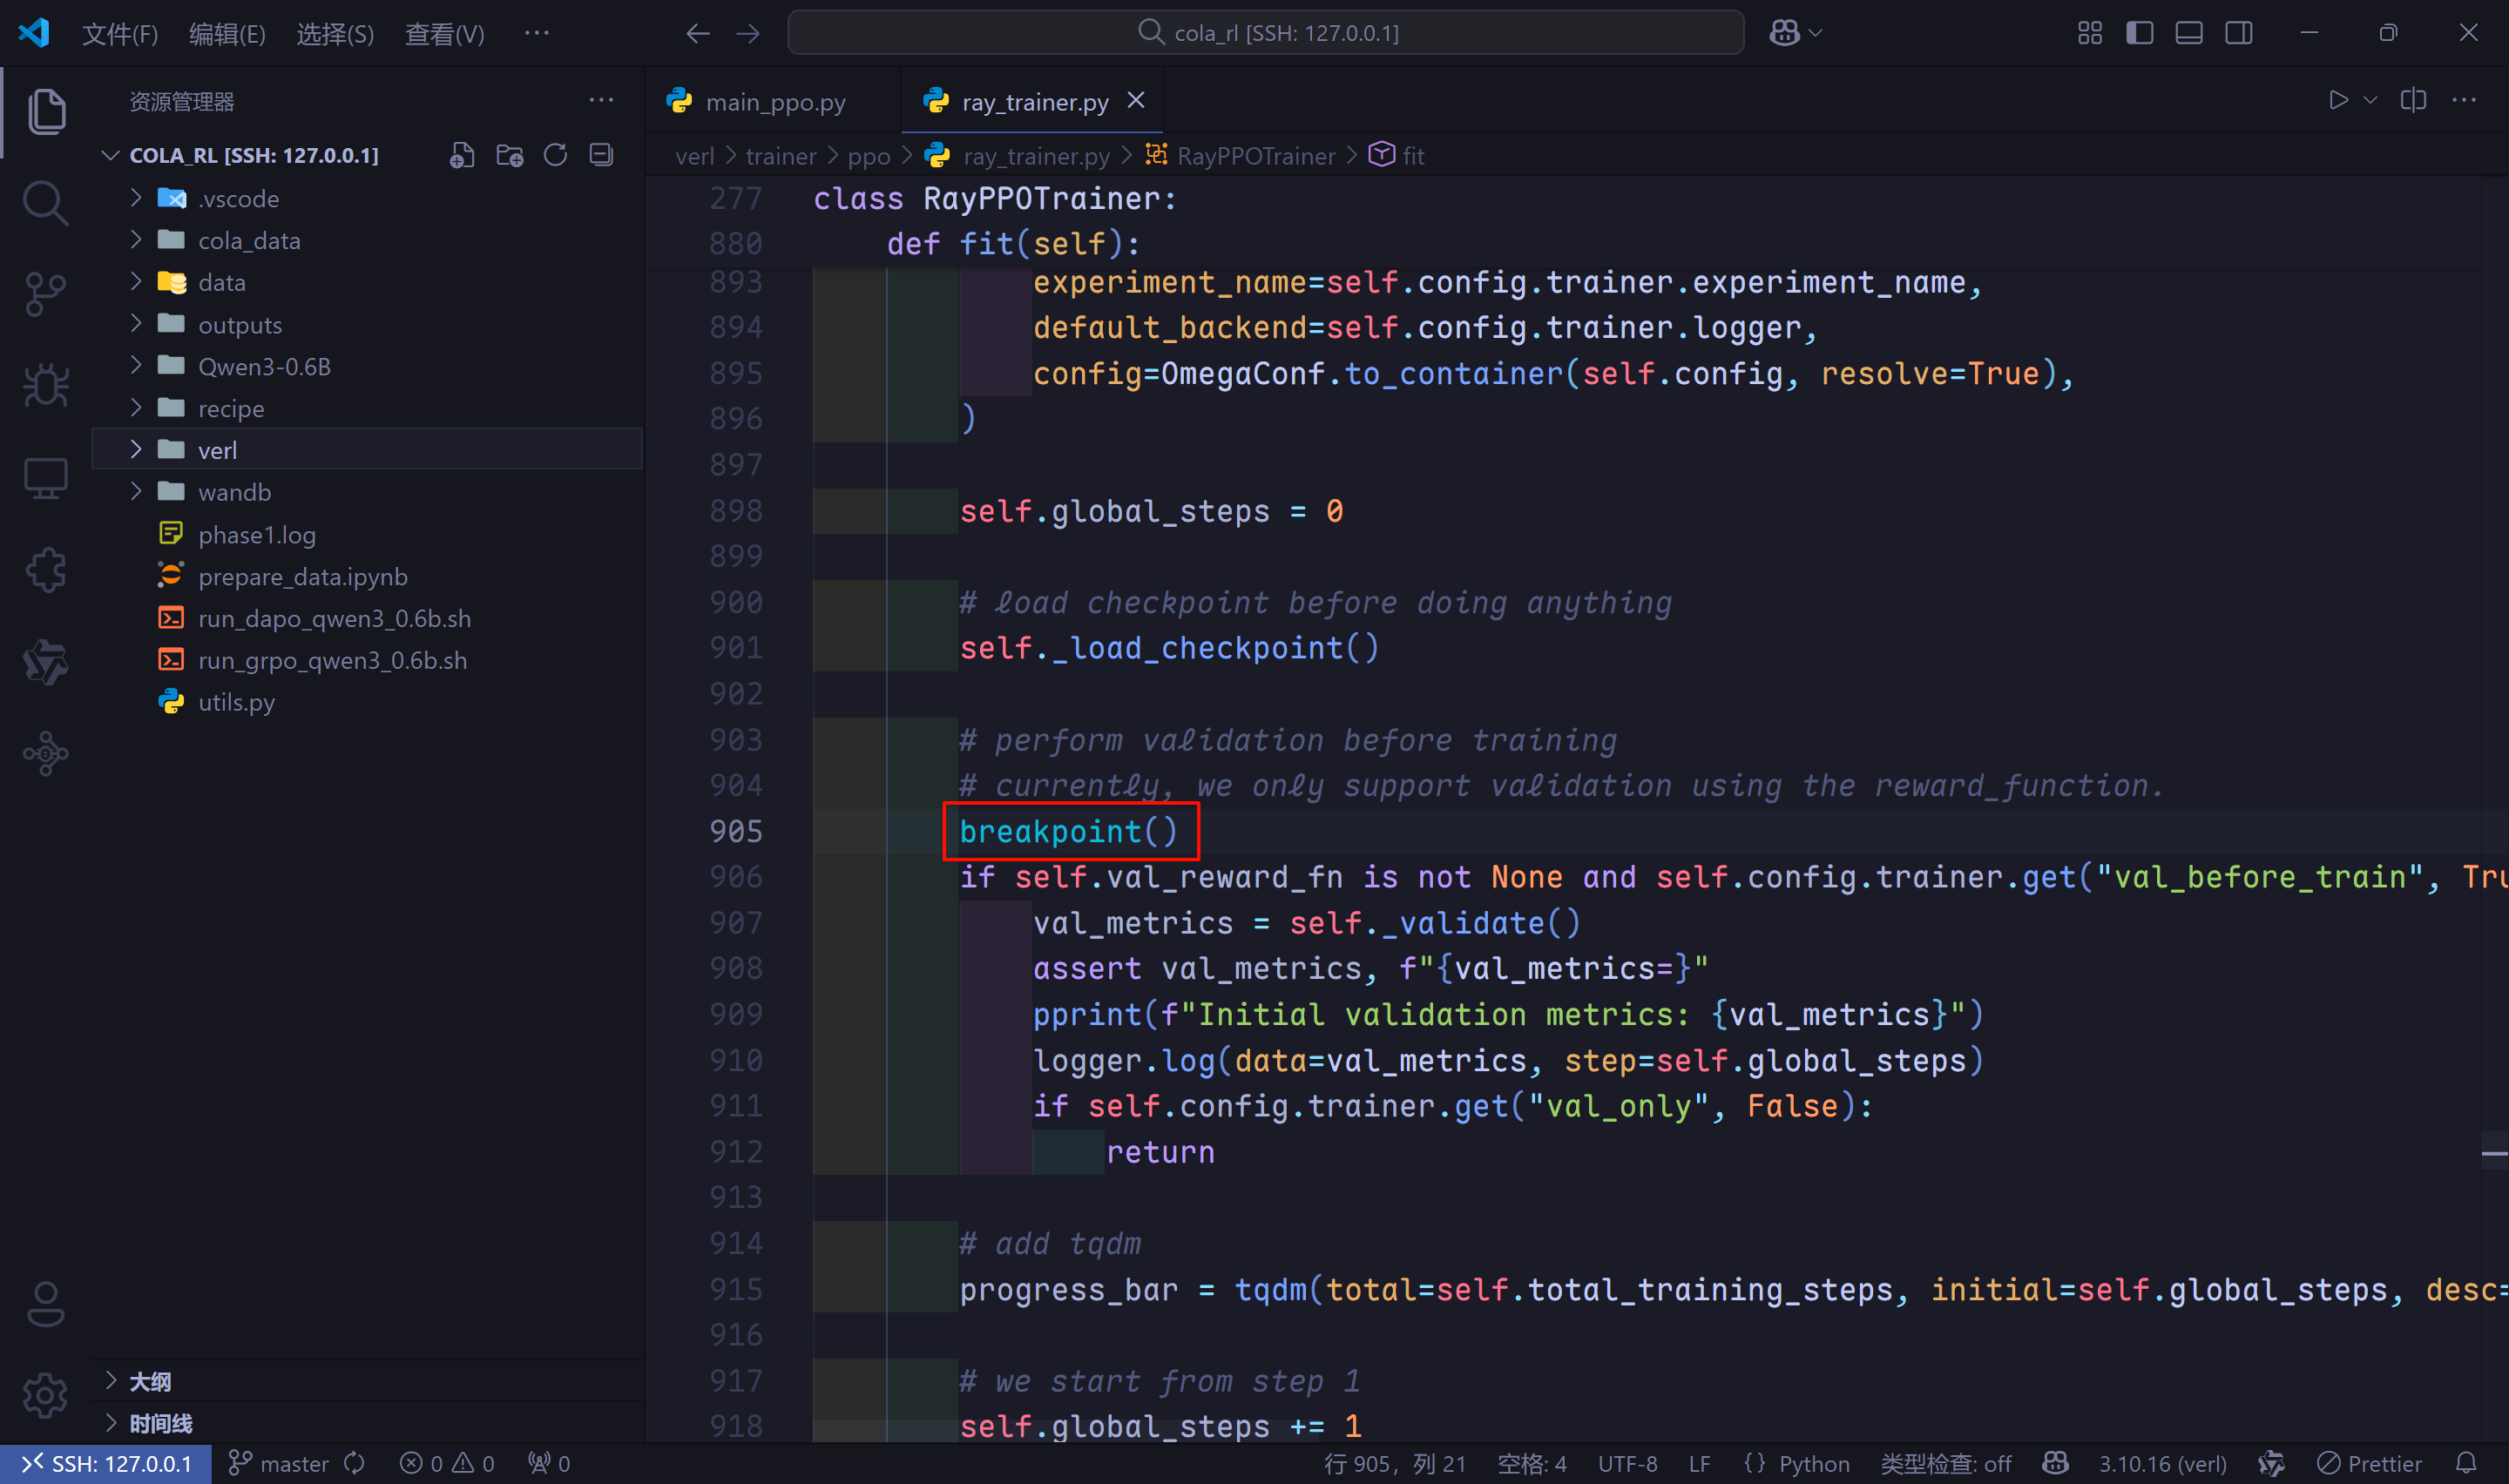 文件(F) 编辑(E) 选择(S) 查看(V) ··· cola_rl [SSH: 127.0.0.1]
资源管理器
COLA_RL [SSH: 127.0.0.1]
.vscode
cola_data
data
outputs
Qwen3-0.6B
recipe
verl
wandb
phase1.log
prepare_data.ipynb
run_dapo_qwen3_0.6b.sh
run_grpo_qwen3_0.6b.sh
utils.py
大纲
时间线
main_ppo.py ray_trainer.py
verl > trainer > ppo > ray_trainer.py > RayPPOTrainer > fit
277 class RayPPOTrainer:
880 def fit(self):
893 experiment_name=self.config.trainer.experiment_name,
894 default_backend=self.config.trainer.logger,
895 config=OmegaConf.to_container(self.config, resolve=True),
896 )
897
898 self.global_steps = 0
899
900 # load checkpoint before doing anything
901 self._load_checkpoint()
902
903 # perform validation before training
904 # currently, we only support validation using the reward_function.
905 breakpoint()
906 if self.val_reward_fn is not None and self.config.trainer.get("val_before_train", Tru
907 val_metrics = self._validate()
908 assert val_metrics, f"{val_metrics=}"
909 pprint(f"Initial validation metrics: {val_metrics}")
910 logger.log(data=val_metrics, step=self.global_steps)
911 if self.config.trainer.get("val_only", False):
912 return
913
914 # add tqdm
915 progress_bar = tqdm(total=self.total_training_steps, initial=self.global_steps, desc=
916
917 # we start from step 1
918 self.global_steps += 1
SSH: 127.0.0.1 master 0 0 0 行 905，列 21 空格: 4 UTF-8 LF {} Python 类型检查: off 3.10.16 (verl) Prettier